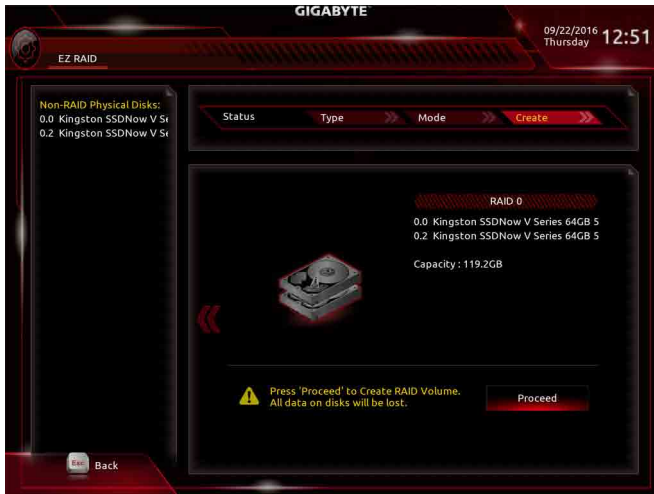 GIGABYTE
09/22/2016
Thursday
12:51
EZ RAID
Non-RAID Physical Disks:
0.0 Kingston SSDNow V Se
0.2 Kingston SSDNow V Se
Status
Type
Mode
Create
RAID 0
0.0 Kingston SSDNow V Series 64GB 5
0.2 Kingston SSDNow V Series 64GB 5
Capacity : 119.2GB
Press 'Proceed' to Create RAID Volume.
All data on disks will be lost.
Proceed
Esc
Back